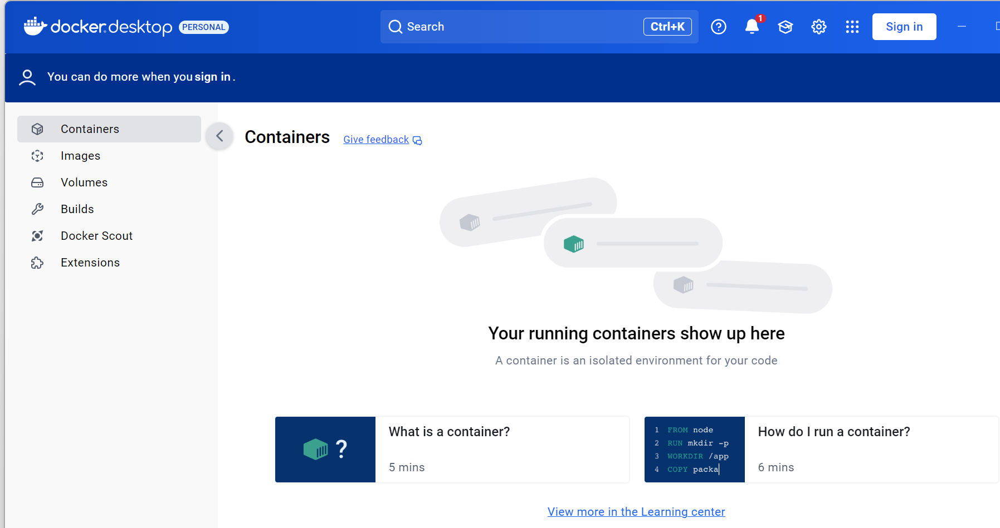 docker desktop PERSONAL
Search
Ctrl+K
1
Sign in
You can do more when you sign in.
Containers
Images
Volumes
Builds
Docker Scout
Extensions
Containers
Give feedback
Your running containers show up here
A container is an isolated environment for your code
?
What is a container?
5 mins
1 FROM node
2 RUN mkdir -p
3 WORKDIR /app
4 COPY packa
How do I run a container?
6 mins
View more in the Learning center